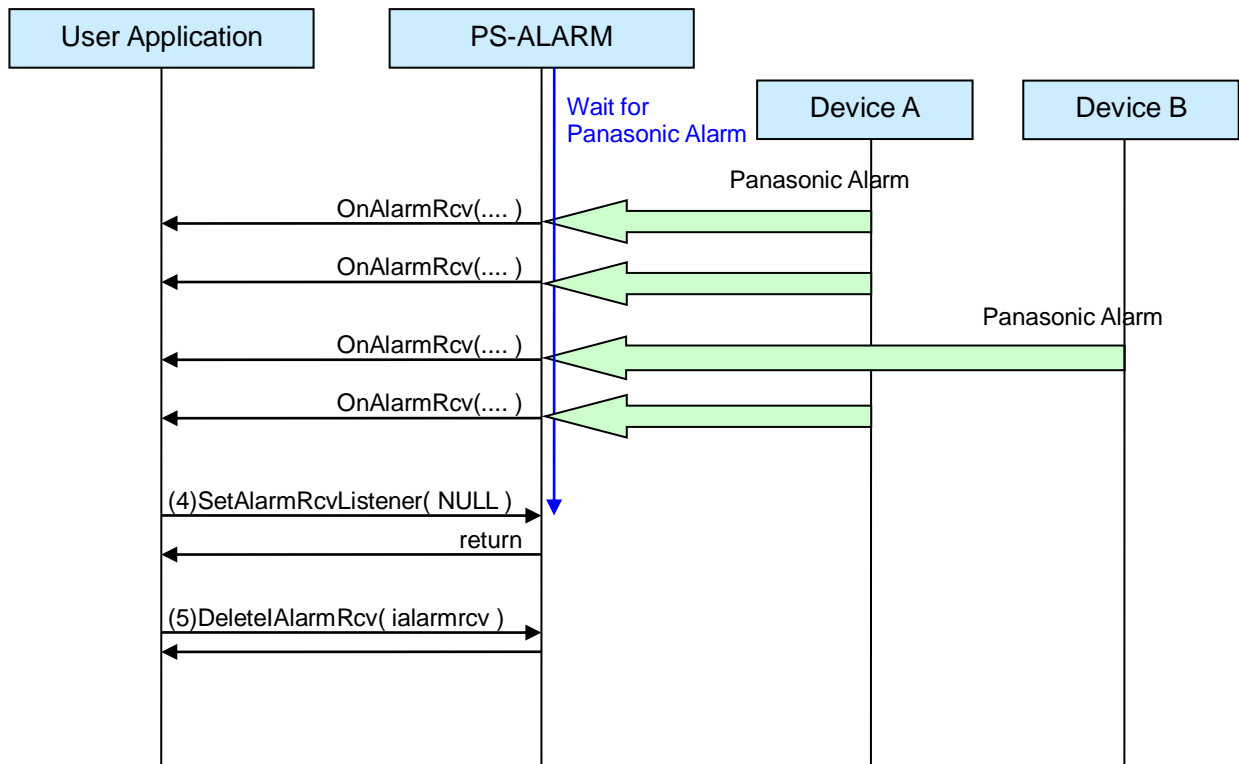 User Application
PS-ALARM
Device A
Device B
Wait for
Panasonic Alarm
Panasonic Alarm
OnAlarmRcv(.... )
OnAlarmRcv(.... )
Panasonic Alarm
OnAlarmRcv(.... )
OnAlarmRcv(.... )
(4)SetAlarmRcvListener( NULL )
return
(5)DeleteIAlarmRcv( ialarmrcv )